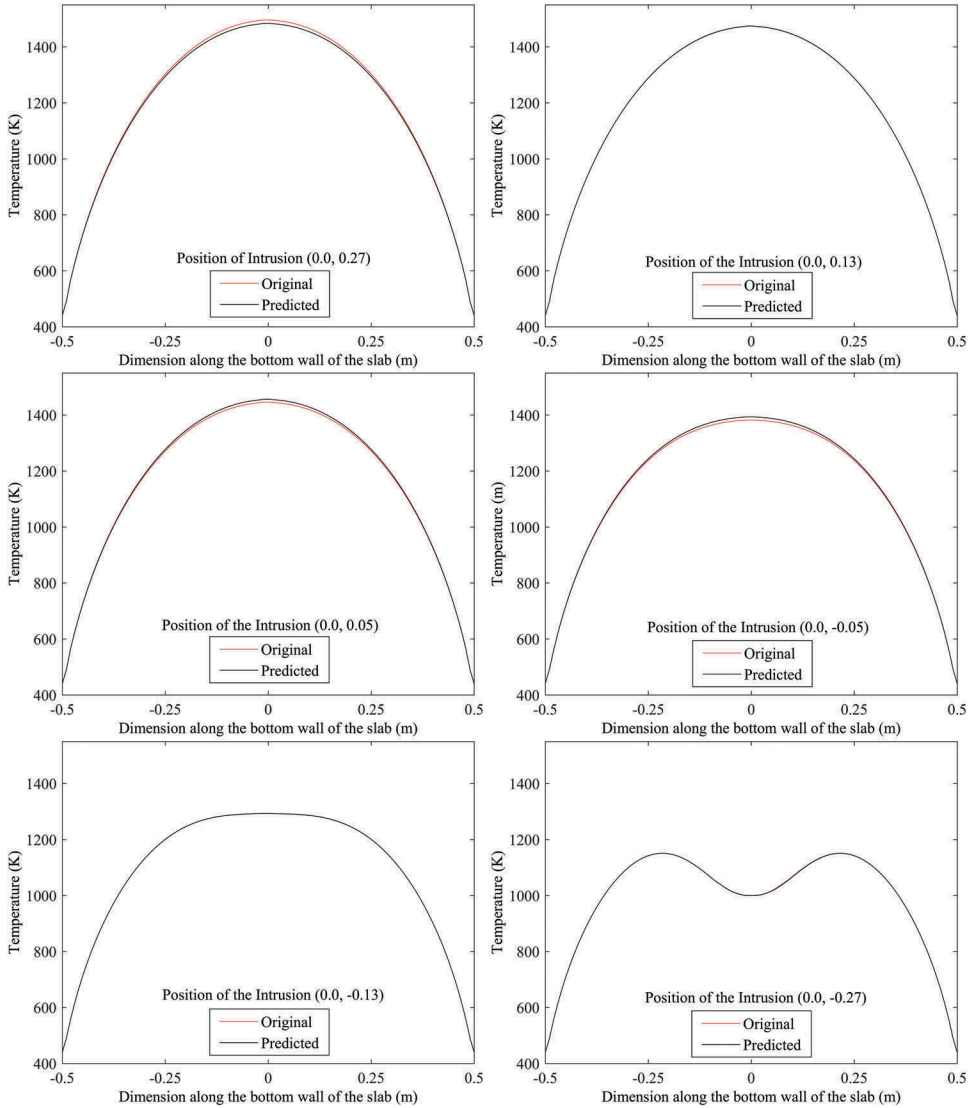 1400
1200
1000
800
600
400
Temperature (K)
Position of Intrusion (0.0, 0.27)
Original
Predicted
-0.5
-0.25
0
0.25
0.5
Dimension along the bottom wall of the slab (m)
1400
1200
1000
800
600
400
Temperature (K)
Position of the Intrusion (0.0, 0.13)
Original
Predicted
-0.5
-0.25
0
0.25
0.5
Dimension along the bottom wall of the slab (m)
1400
1200
1000
800
600
400
Temperature (K)
Position of the Intrusion (0.0, 0.05)
Original
Predicted
-0.5
-0.25
0
0.25
0.5
Dimension along the bottom wall of the slab (m)
1400
1200
1000
800
600
400
Temperature (m)
Position of the Intrusion (0.0, -0.05)
Original
Predicted
-0.5
-0.25
0
0.25
0.5
Dimension along the bottom wall of the slab (m)
1400
1200
1000
800
600
400
Temperature (K)
Position of the Intrusion (0.0, -0.13)
Original
Predicted
-0.5
-0.25
0
0.25
0.5
Dimension along the bottom wall of the slab (m)
1400
1200
1000
800
600
400
Temperature (K)
Position of the Intrusion (0.0, -0.27)
Original
Predicted
-0.5
-0.25
0
0.25
0.5
Dimension along the bottom wall of the slab (m)